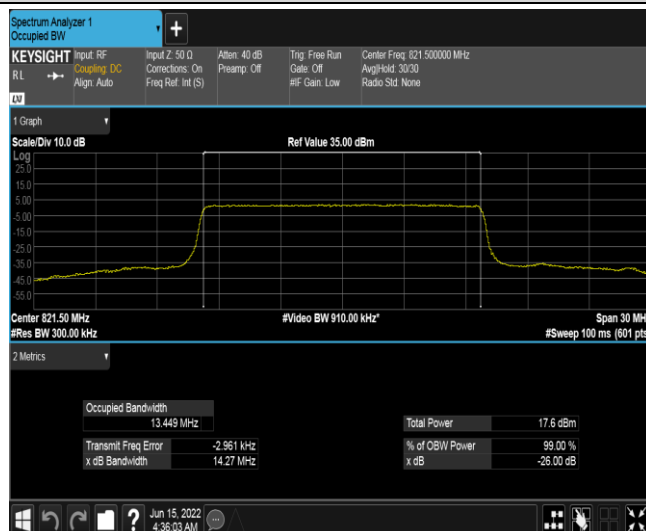 Spectrum Analyzer 1
Occupied BW
KEYSIGHT
RL
LXI
Input: RF
Coupling: DC
Align: Auto
Input Z: 50 Ω
Corrections: On
Freq Ref: Int (S)
Atten: 40 dB
Preamp: Off
Trig: Free Run
Gate: Off
#IF Gain: Low
Center Freq: 821.500000 MHz
Avg|Hold: 30/30
Radio Std: None
1 Graph
Scale/Div 10.0 dB
Ref Value 35.00 dBm
Log
25.0
15.0
5.00
-5.00
-15.0
-25.0
-35.0
-45.0
-55.0
Center 821.50 MHz
#Video BW 910.00 kHz*
Span 30 MH
#Res BW 300.00 kHz
#Sweep 100 ms (601 pts
2 Metrics
Occupied Bandwidth
13.449 MHz
Total Power 17.6 dBm
Transmit Freq Error -2.961 kHz
% of OBW Power 99.00 %
x dB Bandwidth 14.27 MHz
x dB -26.00 dB
?
Jun 15, 2022
4:36:03 AM